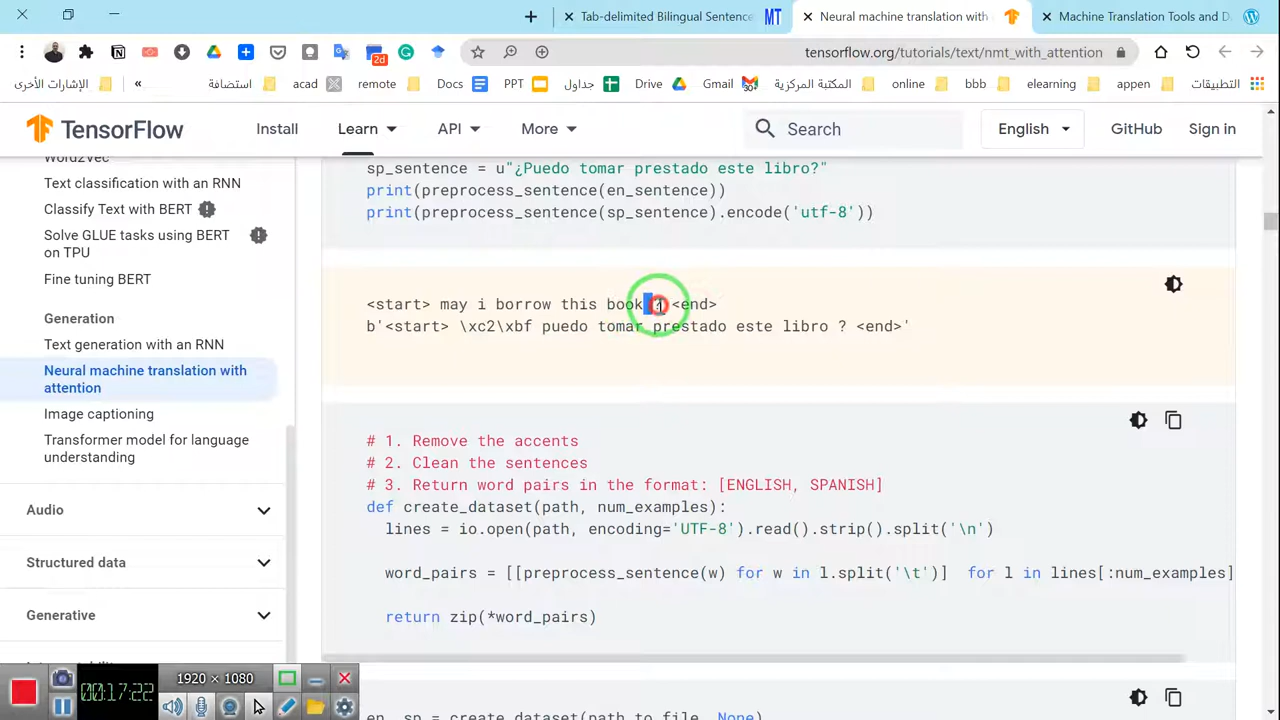 Tab-delimited Bilingual Sentence
MT
Neural machine translation with
Machine Translation Tools and D
2d
tensorflow.org/tutorials/text/nmt_with_attention
الإشارات الأخرى
«
استضافة
acad
remote
Docs
PPT
جداول
Drive
Gmail
المكتبة المركزية
online
bbb
elearning
appen
التطبيقات
TensorFlow
Install
Learn
API
More
Search
English
GitHub
Sign in
Word2Vec
Text classification with an RNN
Classify Text with BERT
Solve GLUE tasks using BERT
on TPU
Fine tuning BERT
Generation
Text generation with an RNN
Neural machine translation with
attention
Image captioning
Transformer model for language
understanding
Audio
Structured data
Generative
sp_sentence = u"¿Puedo tomar prestado este libro?"
print(preprocess_sentence(en_sentence))
print(preprocess_sentence(sp_sentence).encode('utf-8'))
<start> may i borrow this book <end>
b'<start> \xc2\xbf puedo tomar prestado este libro ? <end>'
# 1. Remove the accents
# 2. Clean the sentences
# 3. Return word pairs in the format: [ENGLISH, SPANISH]
def create_dataset(path, num_examples):
lines = io.open(path, encoding='UTF-8').read().strip().split('\n')
word_pairs = [[preprocess_sentence(w) for w in l.split('\t')] for l in lines[:num_examples]
return zip(*word_pairs)
en, sp = create_dataset(path_to_file, None)
1920 × 1080
00:17:22